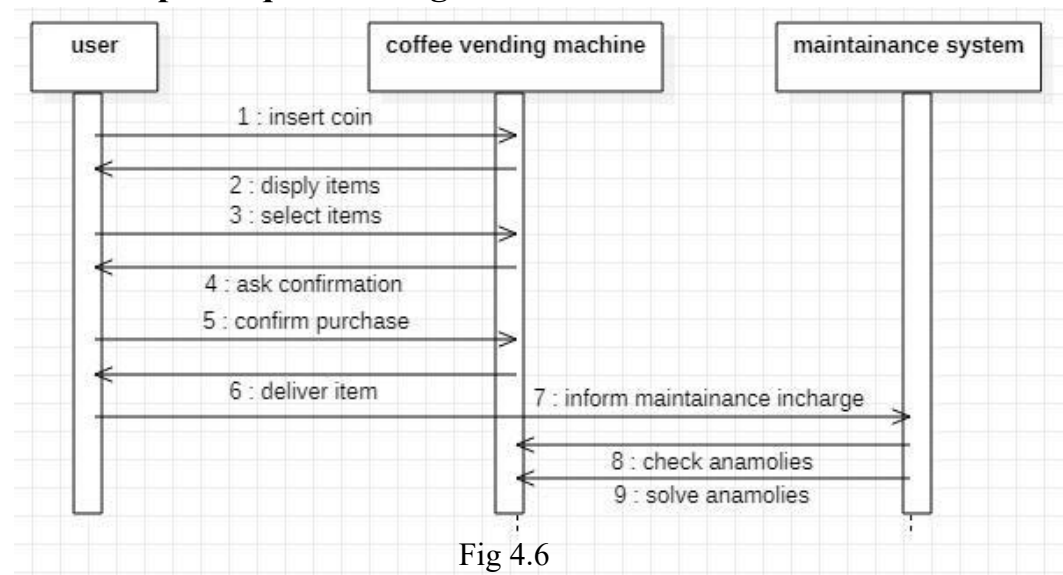 user
coffee vending machine
maintainance system
1 : insert coin
2 : disply items
3 : select items
4 : ask confirmation
5 : confirm purchase
6 : deliver item
7 : inform maintainance incharge
8 : check anamolies
9 : solve anamolies
Fig 4.6